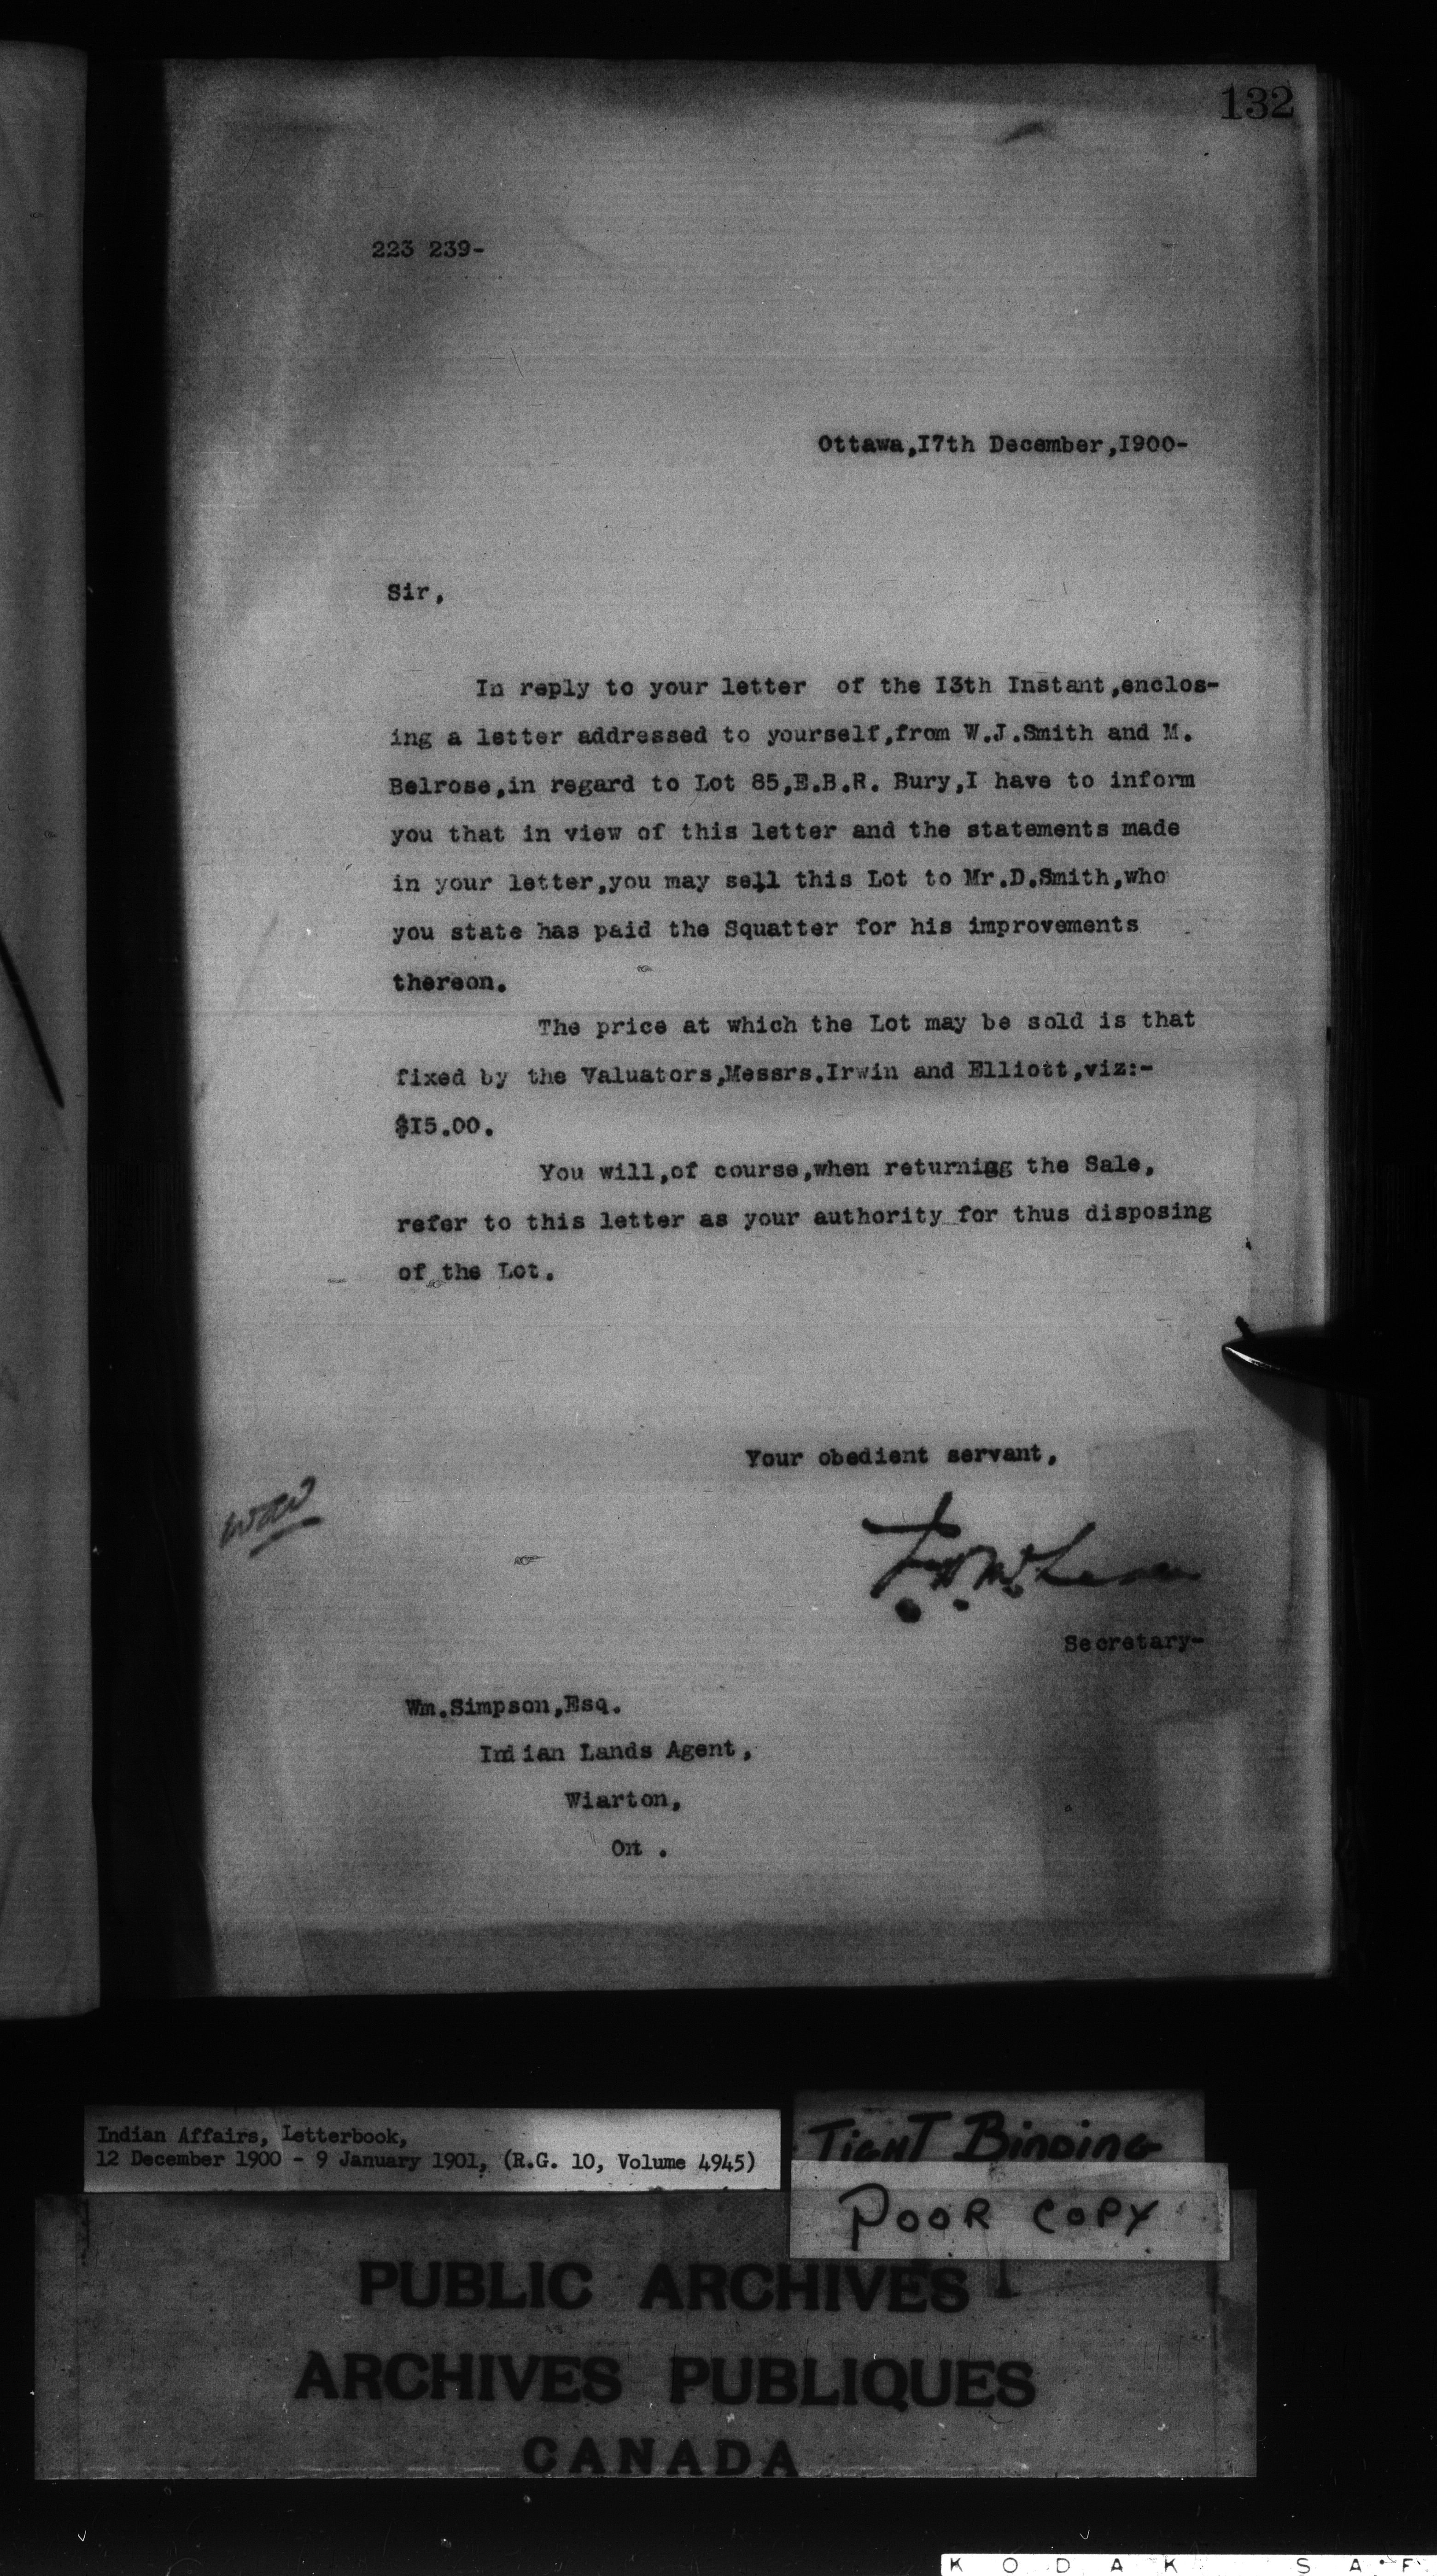 132
223 239-
Ottawa,I7th December,I900-
Sir,
In reply to your letter of the I3th Instant,enclos-
ing a letter addressed to yourself,from W.J.Smith and M.
Belrose,in regard to Lot 85,E.B.R. Bury,I have to inform
you that in view of this letter and the statements made
in your letter,you may sell this Lot to Mr.D.Smith,who
you state has paid the Squatter for his improvements
thereon.
The price at which the Lot may be sold is that
fixed by the Valuators,Messrs.Irwin and Elliott,viz:-
$I5.00.
You will,of course,when returnigg the Sale,
refer to this letter as your authority for thus disposing
of the Lot.
Your obedient servant,
Secretary-
Wm.Simpson,Esq.
Indian Lands Agent,
Wiarton,
Ont .
Indian Affairs, Letterbook,
12 December 1900 - 9 January 1901, (R.G. 10, Volume 4945)
TIGHT BINDING
POOR COPY
PUBLIC ARCHIVES
ARCHIVES PUBLIQUES
CANADA
KODAK SAF